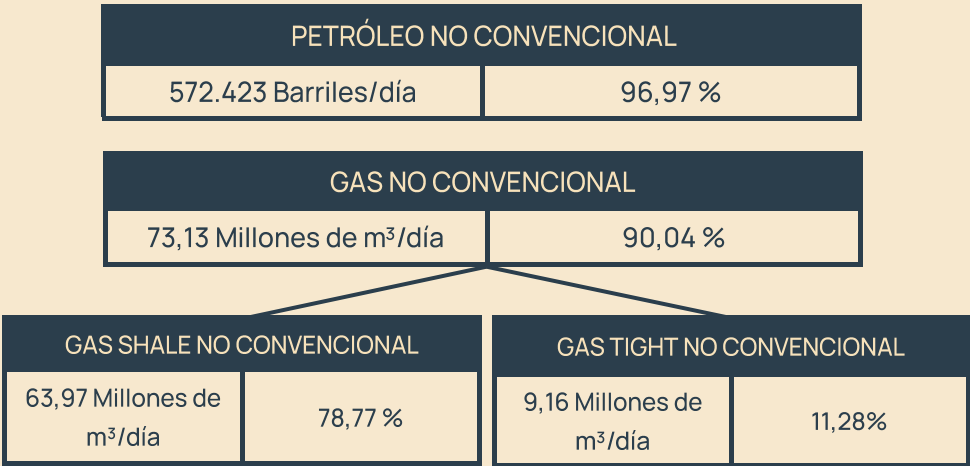 PETRÓLEO NO CONVENCIONAL
572.423 Barriles/día
96,97 %
GAS NO CONVENCIONAL
73,13 Millones de m³/día
90,04 %
GAS SHALE NO CONVENCIONAL
63,97 Millones de
m³/día
78,77 %
GAS TIGHT NO CONVENCIONAL
9,16 Millones de
m³/día
11,28%